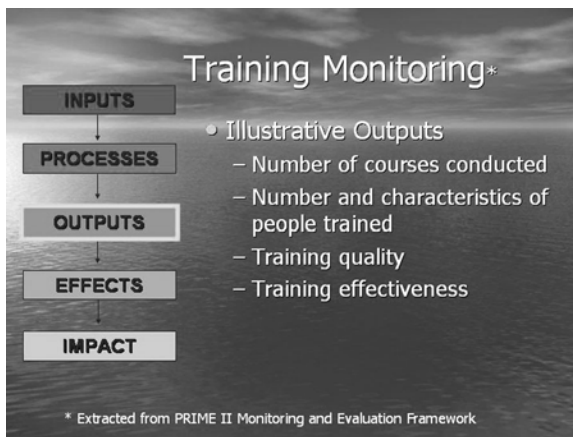 Training Monitoring*
INPUTS
PROCESSES
OUTPUTS
EFFECTS
IMPACT
• Illustrative Outputs
– Number of courses conducted
– Number and characteristics of
people trained
– Training quality
– Training effectiveness
* Extracted from PRIME II Monitoring and Evaluation Framework